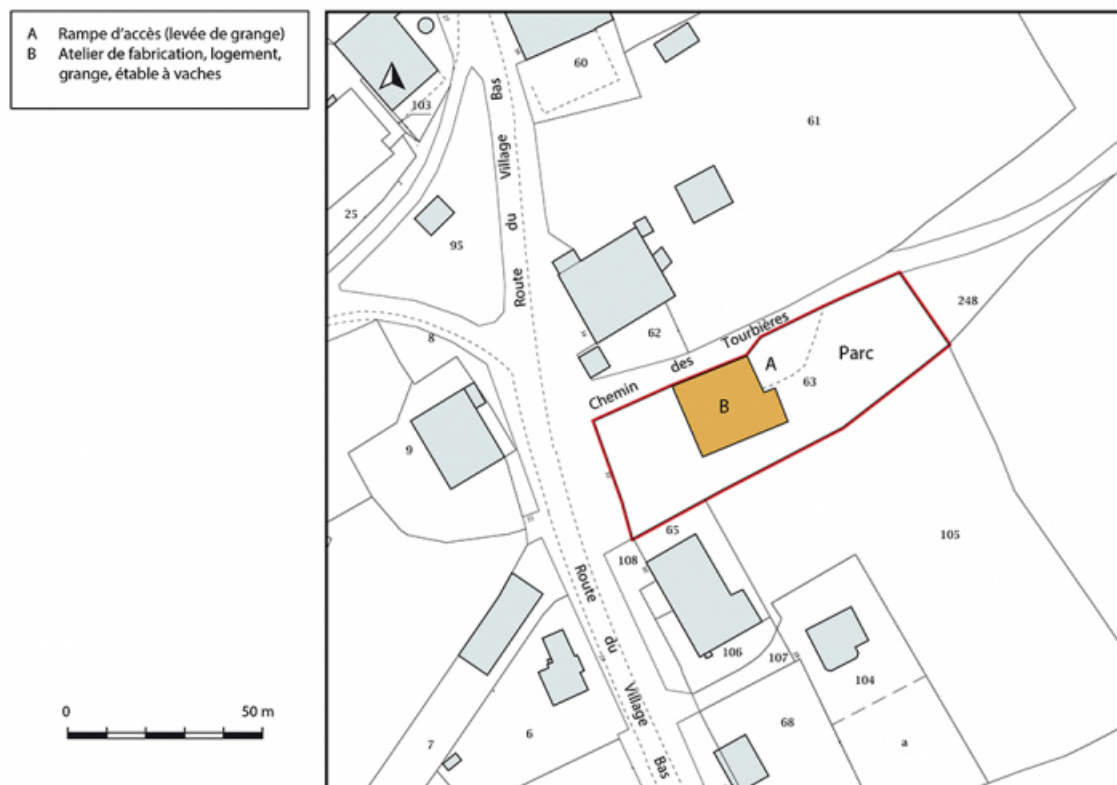 A Rampe d'accès (levée de grange)
B Atelier de fabrication, logement,
grange, étable à vaches
0 50 m
103
60
61
25
95
Route du Village Bas
8
62
Chemin des Tourbières
248
A
Parc
63
B
9
65
108
105
Route du Village Bas
106
107
104
68
a
6
7